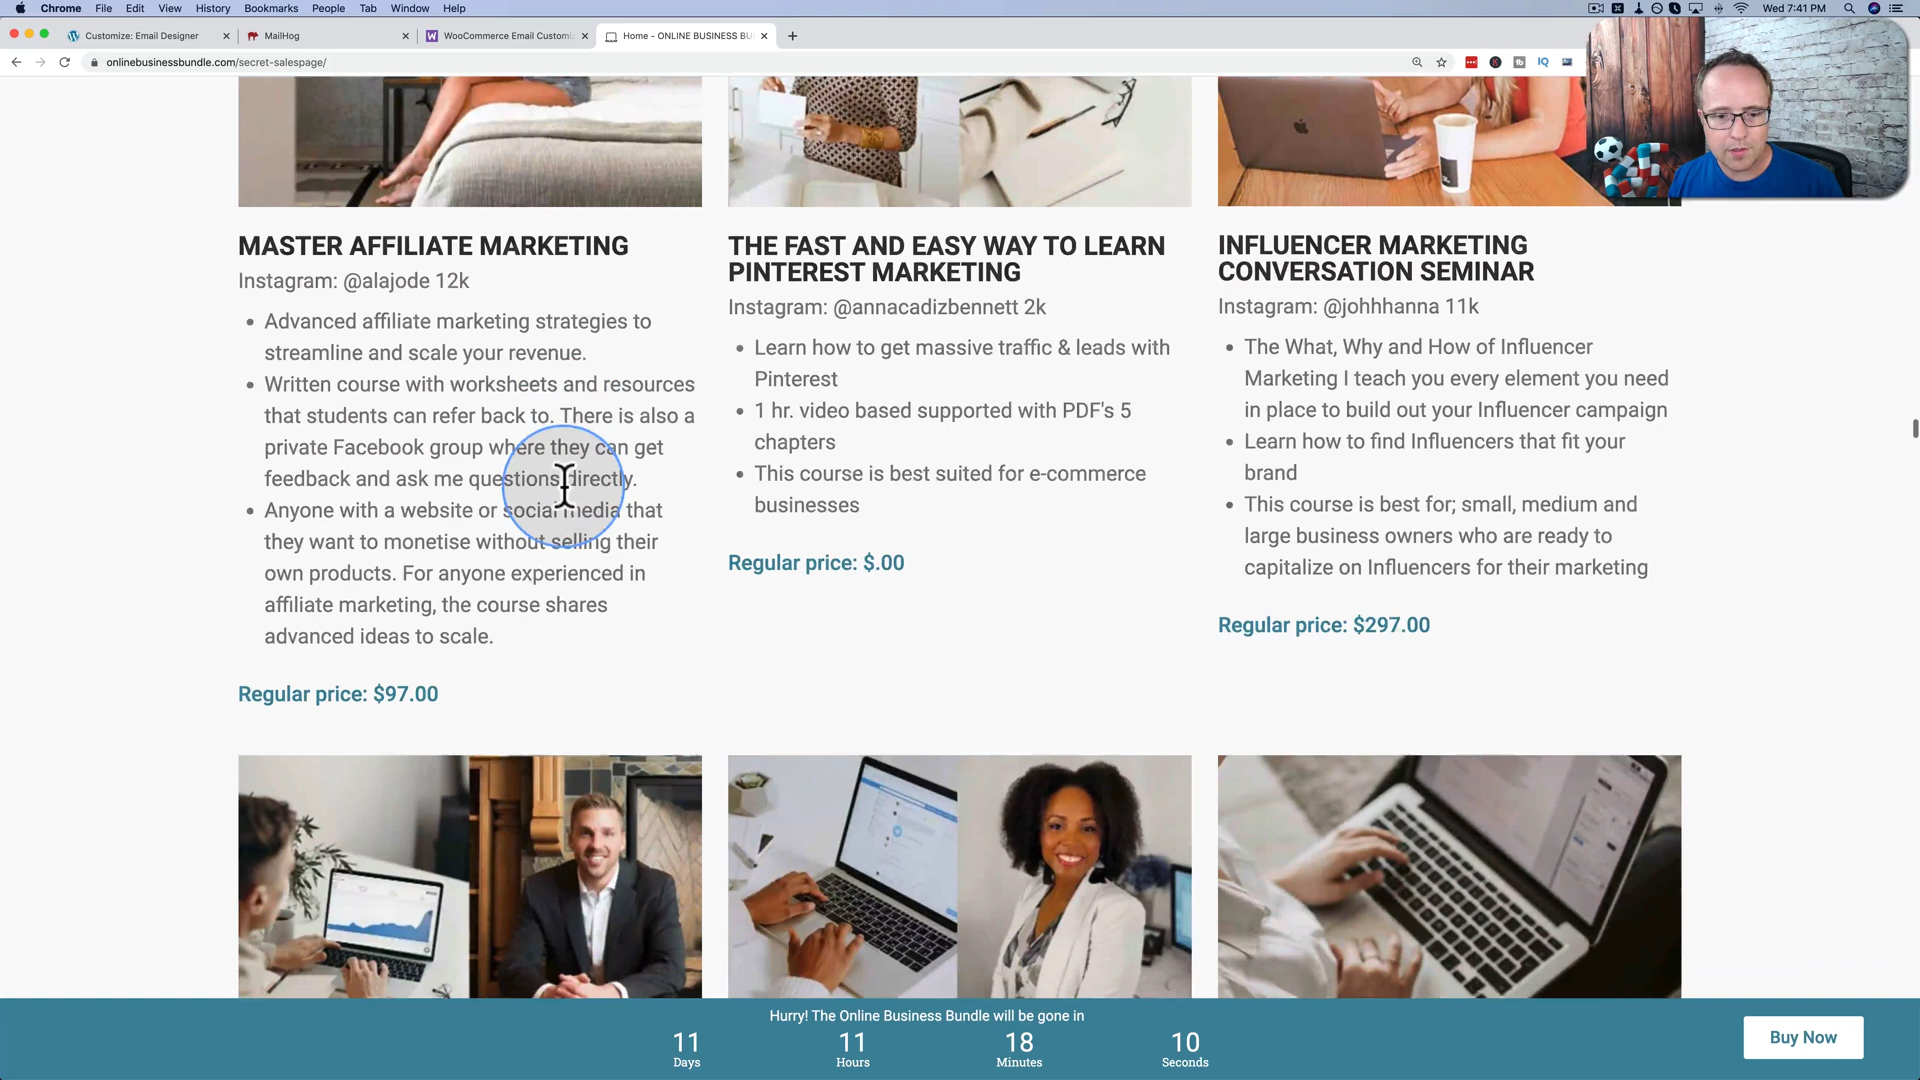 Chrome File Edit View History Bookmarks People Tab Window Help Wed 7:41 PM
Customize: Email Designer MailHog WooCommerce Email Customi Home - ONLINE BUSINESS BU
onlinebusinessbundle.com/secret-salespage/ IQ
MASTER AFFILIATE MARKETING
Instagram: @alajode 12k
Advanced affiliate marketing strategies to
streamline and scale your revenue.
Written course with worksheets and resources
that students can refer back to. There is also a
private Facebook group where they can get
feedback and ask me questions directly.
Anyone with a website or social media that
they want to monetise without selling their
own products. For anyone experienced in
affiliate marketing, the course shares
advanced ideas to scale.
Regular price: $97.00
THE FAST AND EASY WAY TO LEARN
PINTEREST MARKETING
Instagram: @annacadizbennett 2k
Learn how to get massive traffic & leads with
Pinterest
1 hr. video based supported with PDF's 5
chapters
This course is best suited for e-commerce
businesses
Regular price: $.00
INFLUENCER MARKETING
CONVERSATION SEMINAR
Instagram: @johhhanna 11k
The What, Why and How of Influencer
Marketing I teach you every element you need
in place to build out your Influencer campaign
Learn how to find Influencers that fit your
brand
This course is best for; small, medium and
large business owners who are ready to
capitalize on Influencers for their marketing
Regular price: $297.00
Hurry! The Online Business Bundle will be gone in
11 11 18 10
Days Hours Minutes Seconds
Buy Now